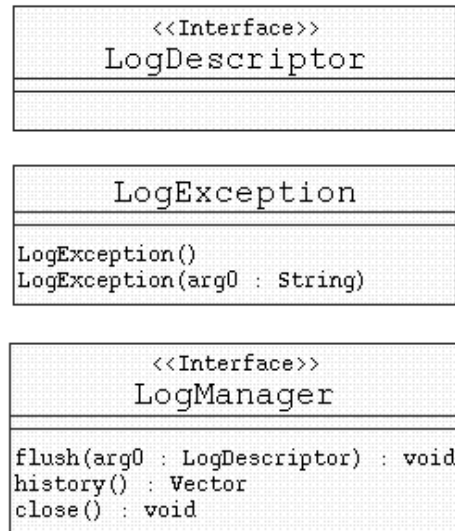 <<Interface>>
LogDescriptor
LogException
LogException()
LogException(arg0 : String)
<<Interface>>
LogManager
flush(arg0 : LogDescriptor) : void
history() : Vector
close() : void